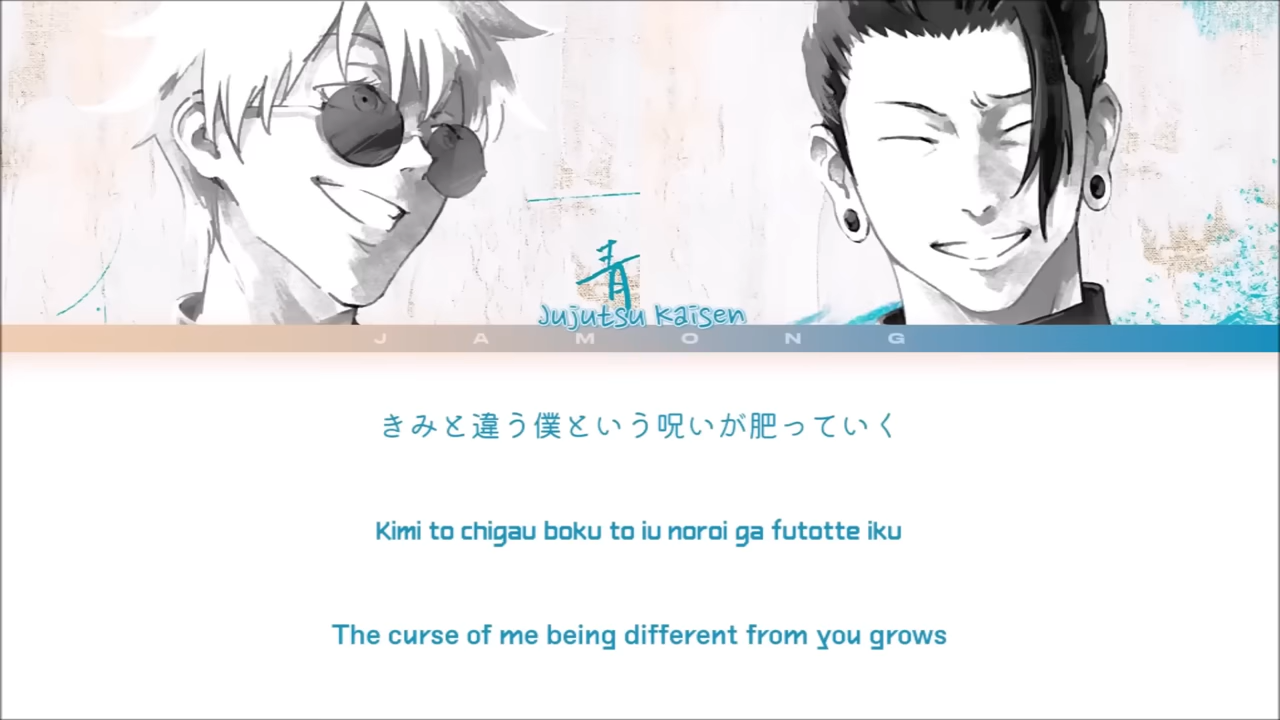 青
Jujutsu Kaisen
JAMONG
きみと違う僕という呪いが肥っていく
Kimi to chigau boku to iu noroi ga futotte iku
The curse of me being different from you grows